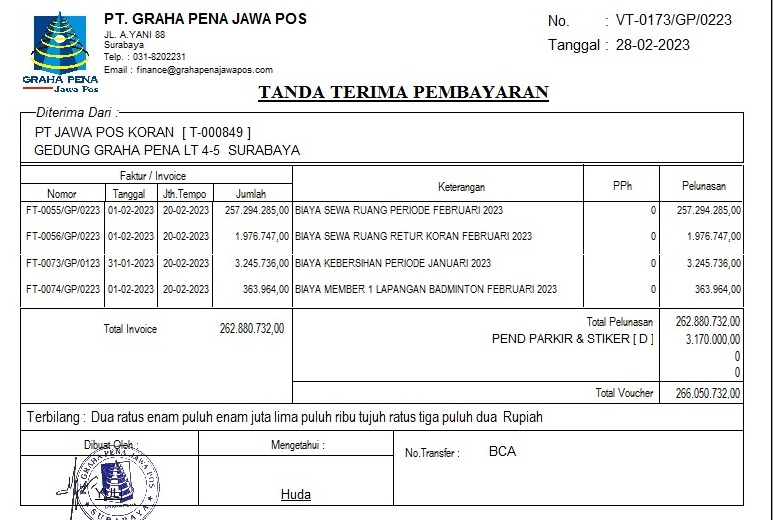 GRAHA PENA
Jawa Pos
PT. GRAHA PENA JAWA POS
JL. A.YANI 88
Surabaya
Telp. : 031-8202231
Email : finance@grahapenajawapos.com
No. : VT-0173/GP/0223
Tanggal : 28-02-2023
TANDA TERIMA PEMBAYARAN
Diterima Dari :
PT JAWA POS KORAN [ T-000849 ]
GEDUNG GRAHA PENA LT 4-5 SURABAYA
Faktur / Invoice Keterangan PPh Pelunasan
Nomor Tanggal Jth.Tempo Jumlah
FT-0055/GP/0223 01-02-2023 20-02-2023 257.294.285,00 BIAYA SEWA RUANG PERIODE FEBRUARI 2023 0 257.294.285,00
FT-0056/GP/0223 01-02-2023 20-02-2023 1.976.747,00 BIAYA SEWA RUANG RETUR KORAN FEBRUARI 2023 0 1.976.747,00
FT-0073/GP/0123 31-01-2023 20-02-2023 3.245.736,00 BIAYA KEBERSIHAN PERIODE JANUARI 2023 0 3.245.736,00
FT-0074/GP/0223 01-02-2023 20-02-2023 363.964,00 BIAYA MEMBER 1 LAPANGAN BADMINTON FEBRUARI 2023 0 363.964,00
Total Invoice 262.880.732,00
Total Pelunasan 262.880.732,00
PEND PARKIR & STIKER [ D ] 3.170.000,00
0
0
Total Voucher 266.050.732,00
Terbilang : Dua ratus enam puluh enam juta lima puluh ribu tujuh ratus tiga puluh dua Rupiah
Dibuat Oleh : Mengetahui : No.Transfer : BCA
PT. GRAHA PENA JAWA POS
SURABAYA
Huda